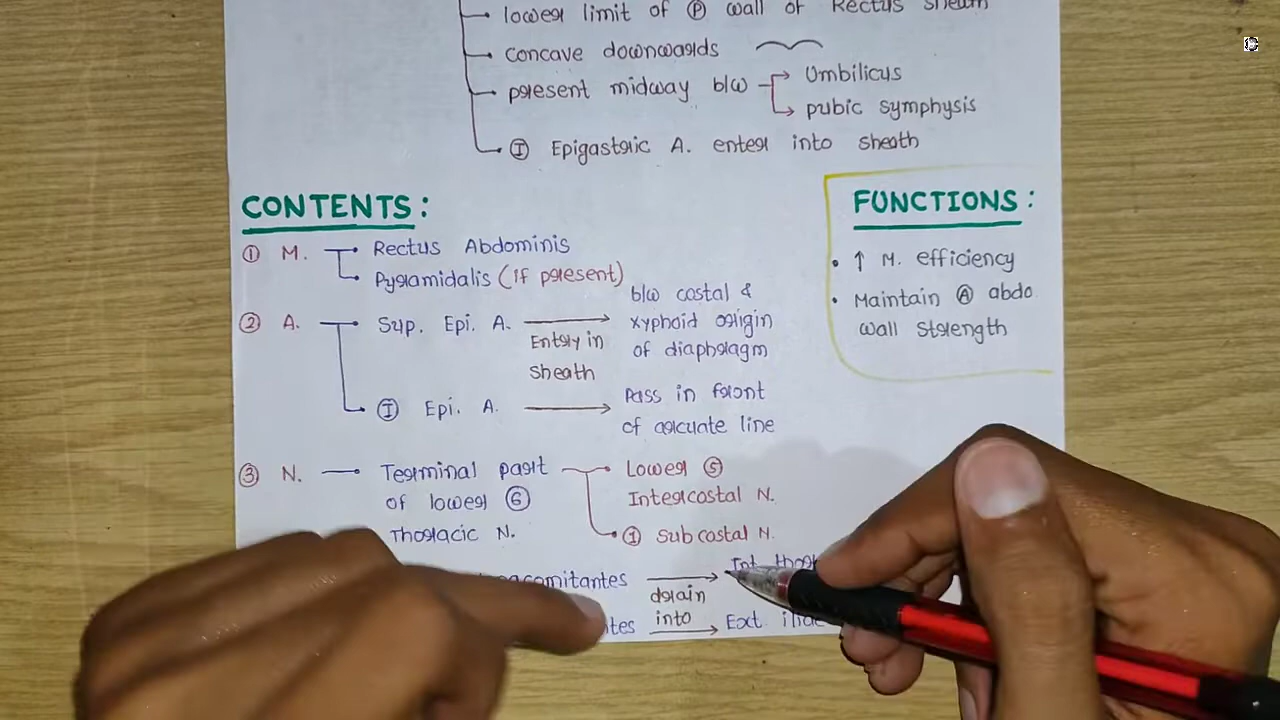 lower limit of Ⓟ wall of Rectus sheath
concave downwards
present midway b/w → Umbilicus
→ pubic symphysis
Ⓘ Epigastric A. enter into sheath
CONTENTS :
① M. Rectus Abdominis
Pyramidalis (If present)
② A. Sup. Epi. A. → b/w costal &
Entry in xyphoid origin
sheath of diaphragm
Ⓘ Epi. A. → Pass in front
of arcuate line
③ N. Terminal part Lower ⑤
of lower ⑥ Intercostal N.
Thoracic N. ① Subcostal N.
→ Int.
drain
into → Ext.
FUNCTIONS :
• ↑ M. efficiency
• Maintain Ⓐ abdo
wall strength